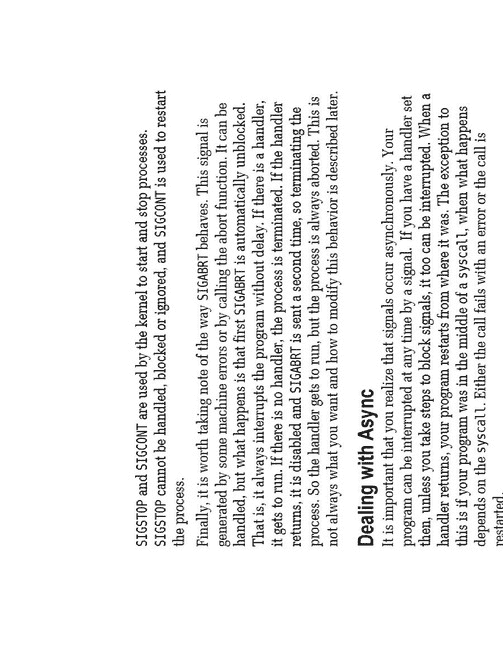 SIGSTOP and SIGCONT are used by the kernel to start and stop processes.
SIGSTOP cannot be handled, blocked or ignored, and SIGCONT is used to restart
the process.
Finally, it is worth taking note of the way SIGABRT behaves. This signal is
generated by some machine errors or by calling the abort function. It can be
handled, but what happens is that first SIGABRT is automatically unblocked.
That is, it always interrupts the program without delay. If there is a handler,
it gets to run. If there is no handler, the process is terminated. If the handler
returns, it is disabled and SIGABRT is sent a second time, so terminating the
process. So the handler gets to run, but the process is always aborted. This is
not always what you want and how to modify this behavior is described later.
Dealing with Async
It is important that you realize that signals occur asynchronously. Your
program can be interrupted at any time by a signal. If you have a handler set
then, unless you take steps to block signals, it too can be interrupted. When a
handler returns, your program restarts from where it was. The exception to
this is if your program was in the middle of a syscall, when what happens
depends on the syscall. Either the call fails with an error or the call is
restarted.